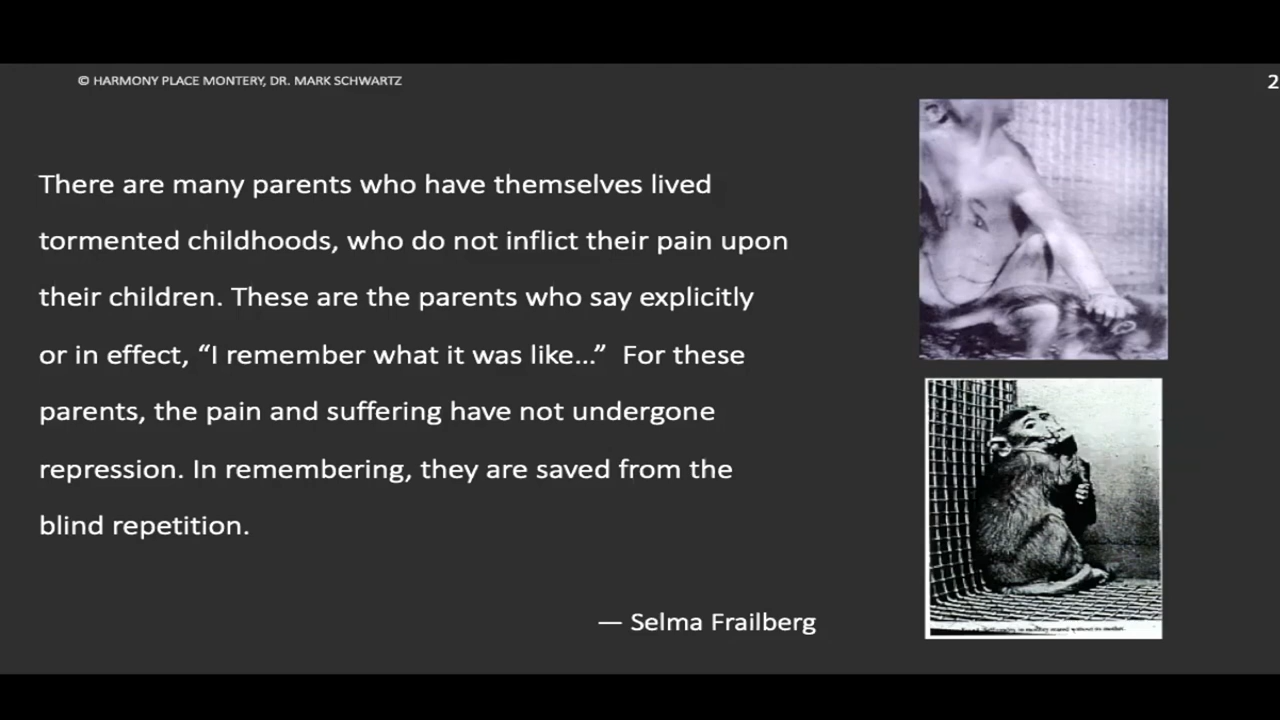 © HARMONY PLACE MONTERY, DR. MARK SCHWARTZ
2
There are many parents who have themselves lived
tormented childhoods, who do not inflict their pain upon
their children. These are the parents who say explicitly
or in effect, “I remember what it was like...”  For these
parents, the pain and suffering have not undergone
repression. In remembering, they are saved from the
blind repetition.
— Selma Frailberg